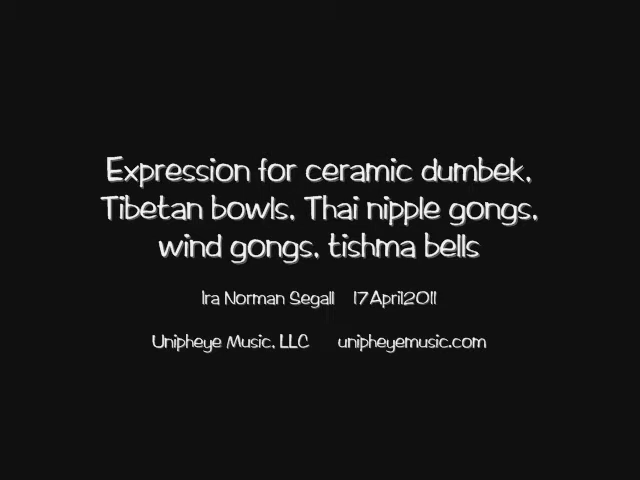 Expression for ceramic dumbek,
Tibetan bowls, Thai nipple gongs,
wind gongs, tishma bells
Ira Norman Segall 17April2011
Unipheye Music, LLC unipheyemusic.com